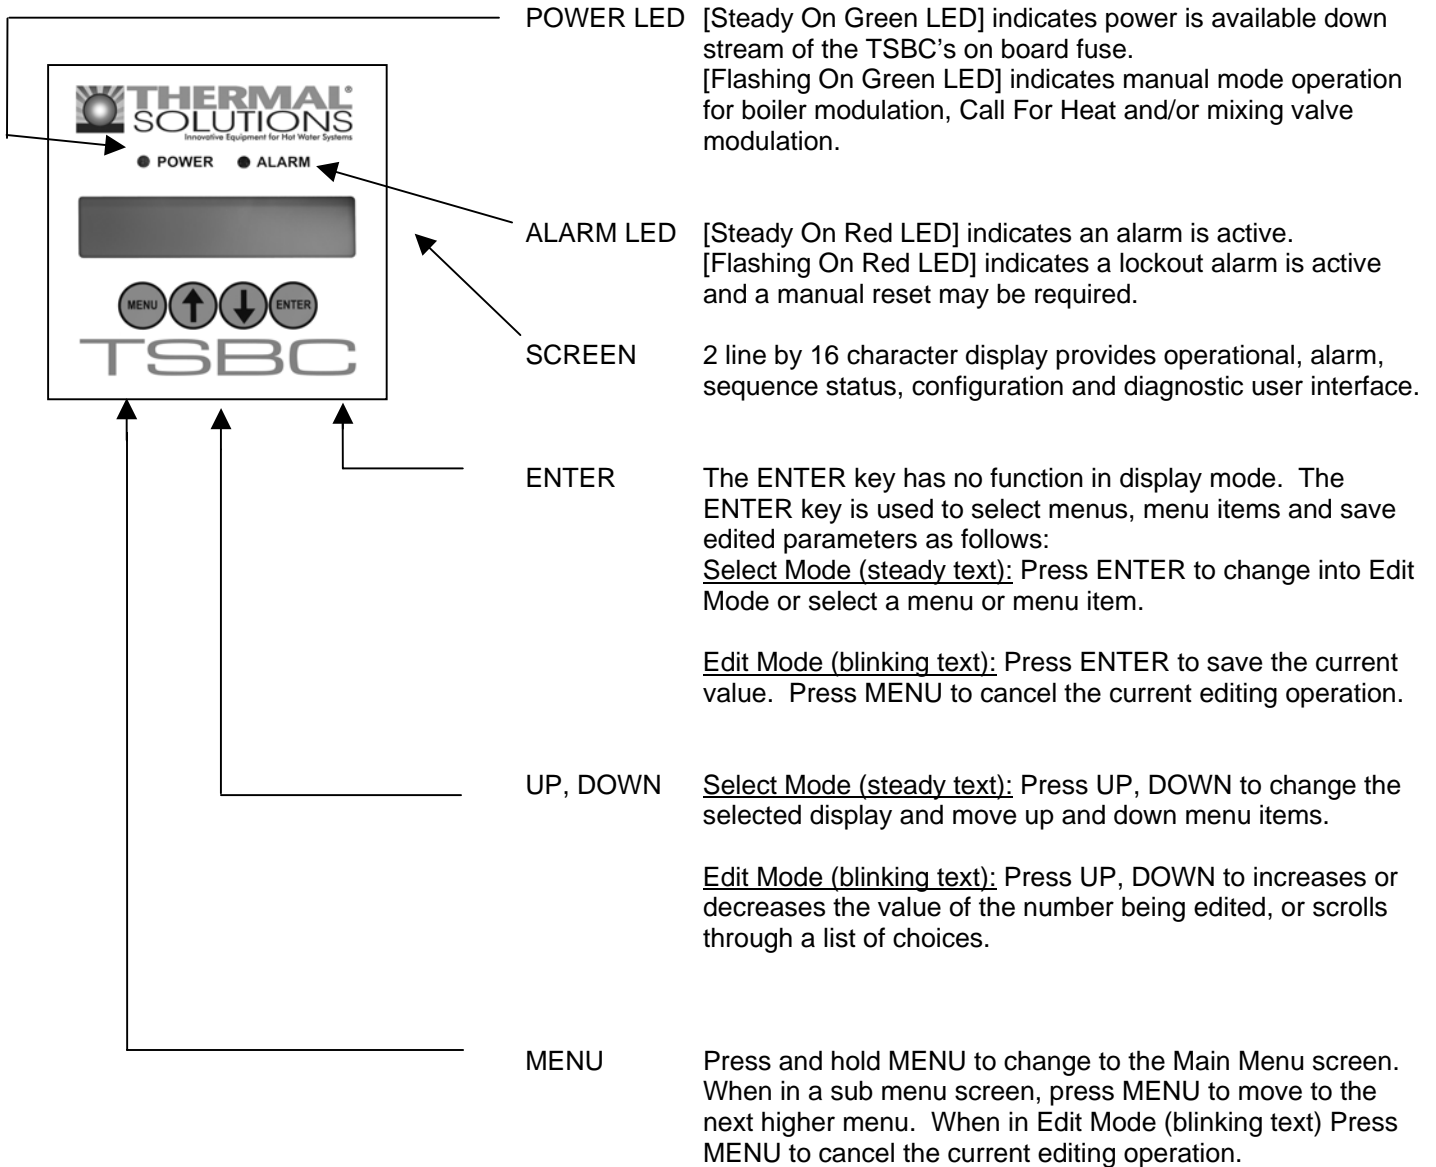 POWER LED [Steady On Green LED] indicates power is available down
stream of the TSBC's on board fuse.
[Flashing On Green LED] indicates manual mode operation
for boiler modulation, Call For Heat and/or mixing valve
modulation.
THERMAL®
SOLUTIONS
Innovative Equipment for Hot Water Systems
POWER ALARM
MENU ENTER
TSBC
ALARM LED [Steady On Red LED] indicates an alarm is active.
[Flashing On Red LED] indicates a lockout alarm is active
and a manual reset may be required.
SCREEN 2 line by 16 character display provides operational, alarm,
sequence status, configuration and diagnostic user interface.
ENTER The ENTER key has no function in display mode. The
ENTER key is used to select menus, menu items and save
edited parameters as follows:
Select Mode (steady text): Press ENTER to change into Edit
Mode or select a menu or menu item.
Edit Mode (blinking text): Press ENTER to save the current
value. Press MENU to cancel the current editing operation.
UP, DOWN Select Mode (steady text): Press UP, DOWN to change the
selected display and move up and down menu items.
Edit Mode (blinking text): Press UP, DOWN to increases or
decreases the value of the number being edited, or scrolls
through a list of choices.
MENU Press and hold MENU to change to the Main Menu screen.
When in a sub menu screen, press MENU to move to the
next higher menu. When in Edit Mode (blinking text) Press
MENU to cancel the current editing operation.